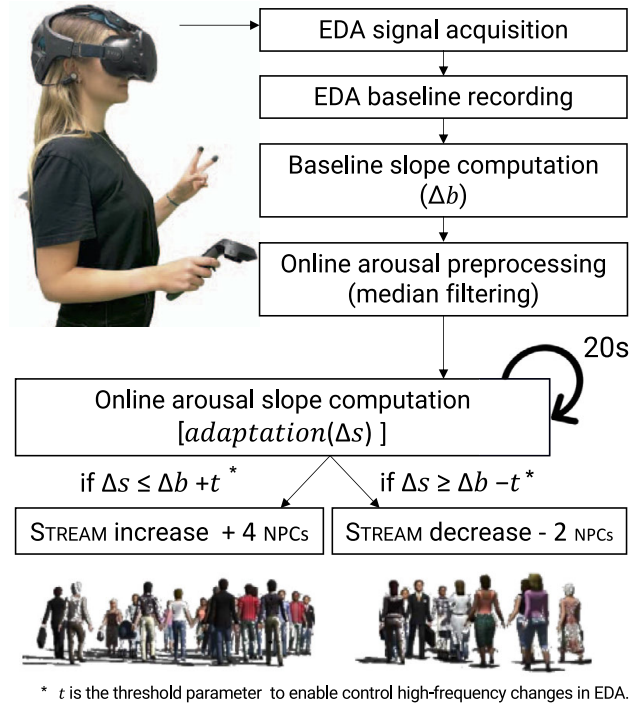 EDA signal acquisition
EDA baseline recording
Baseline slope computation
(Δb)
Online arousal preprocessing
(median filtering)
20s
Online arousal slope computation
[adaptation(Δs) ]
if Δs ≤ Δb +t *
if Δs ≥ Δb −t *
STREAM increase + 4 NPCs
STREAM decrease - 2 NPCs
* t is the threshold parameter to enable control high-frequency changes in EDA.